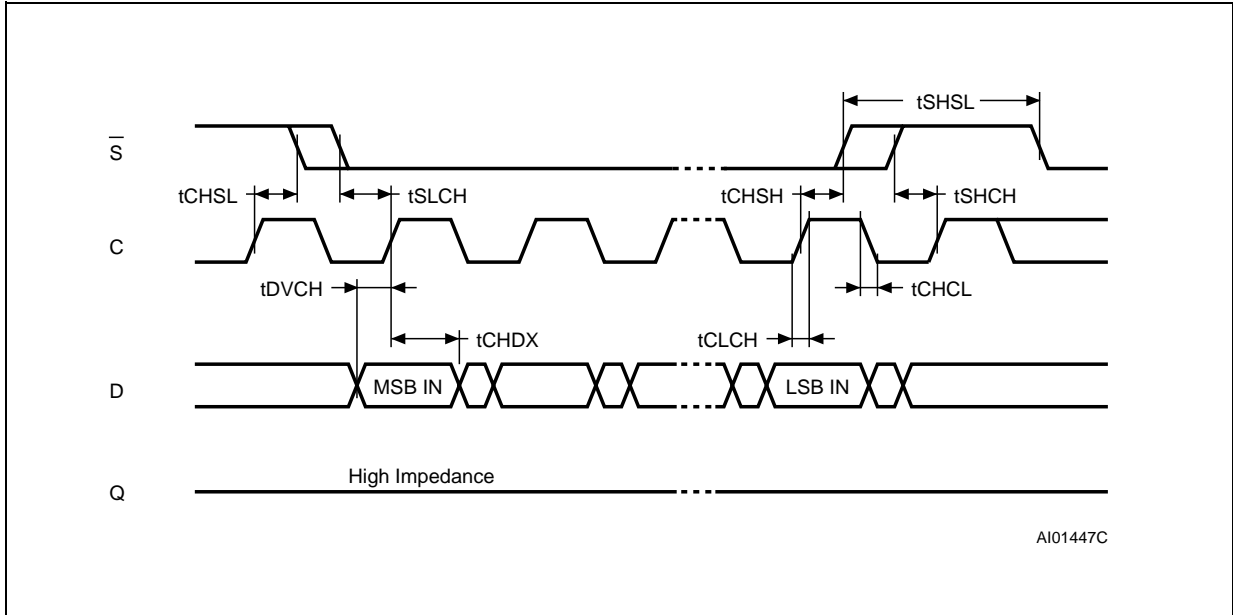 tSHSL
S̅
tCHSL
tSLCH
tCHSH
tSHCH
C
tDVCH
tCHCL
tCHDX
tCLCH
D
MSB IN
LSB IN
High Impedance
Q
AI01447C